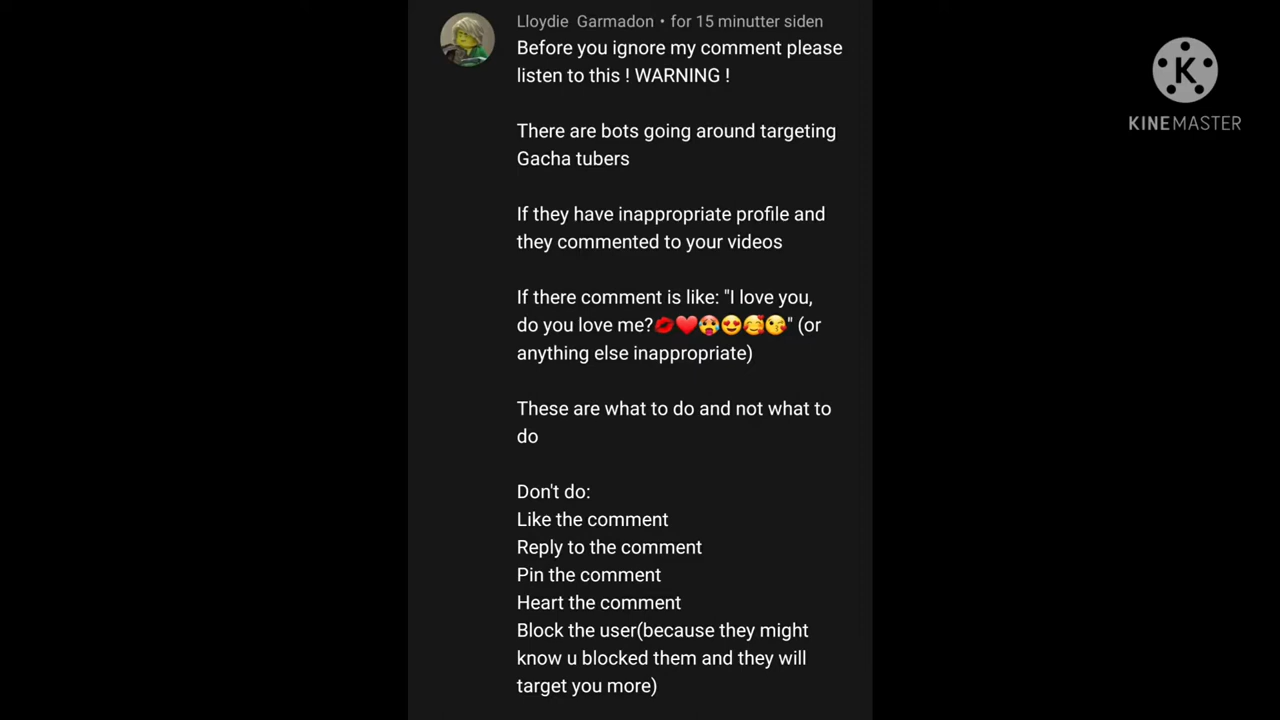 Lloydie Garmadon • for 15 minutter siden
Before you ignore my comment please
listen to this ! WARNING !
There are bots going around targeting
Gacha tubers
If they have inappropriate profile and
they commented to your videos
If there comment is like: "I love you,
do you love me?💋❤️🥵😍🥰😘" (or
anything else inappropriate)
These are what to do and not what to
do
Don't do:
Like the comment
Reply to the comment
Pin the comment
Heart the comment
Block the user(because they might
know u blocked them and they will
target you more)
K
KINEMASTER